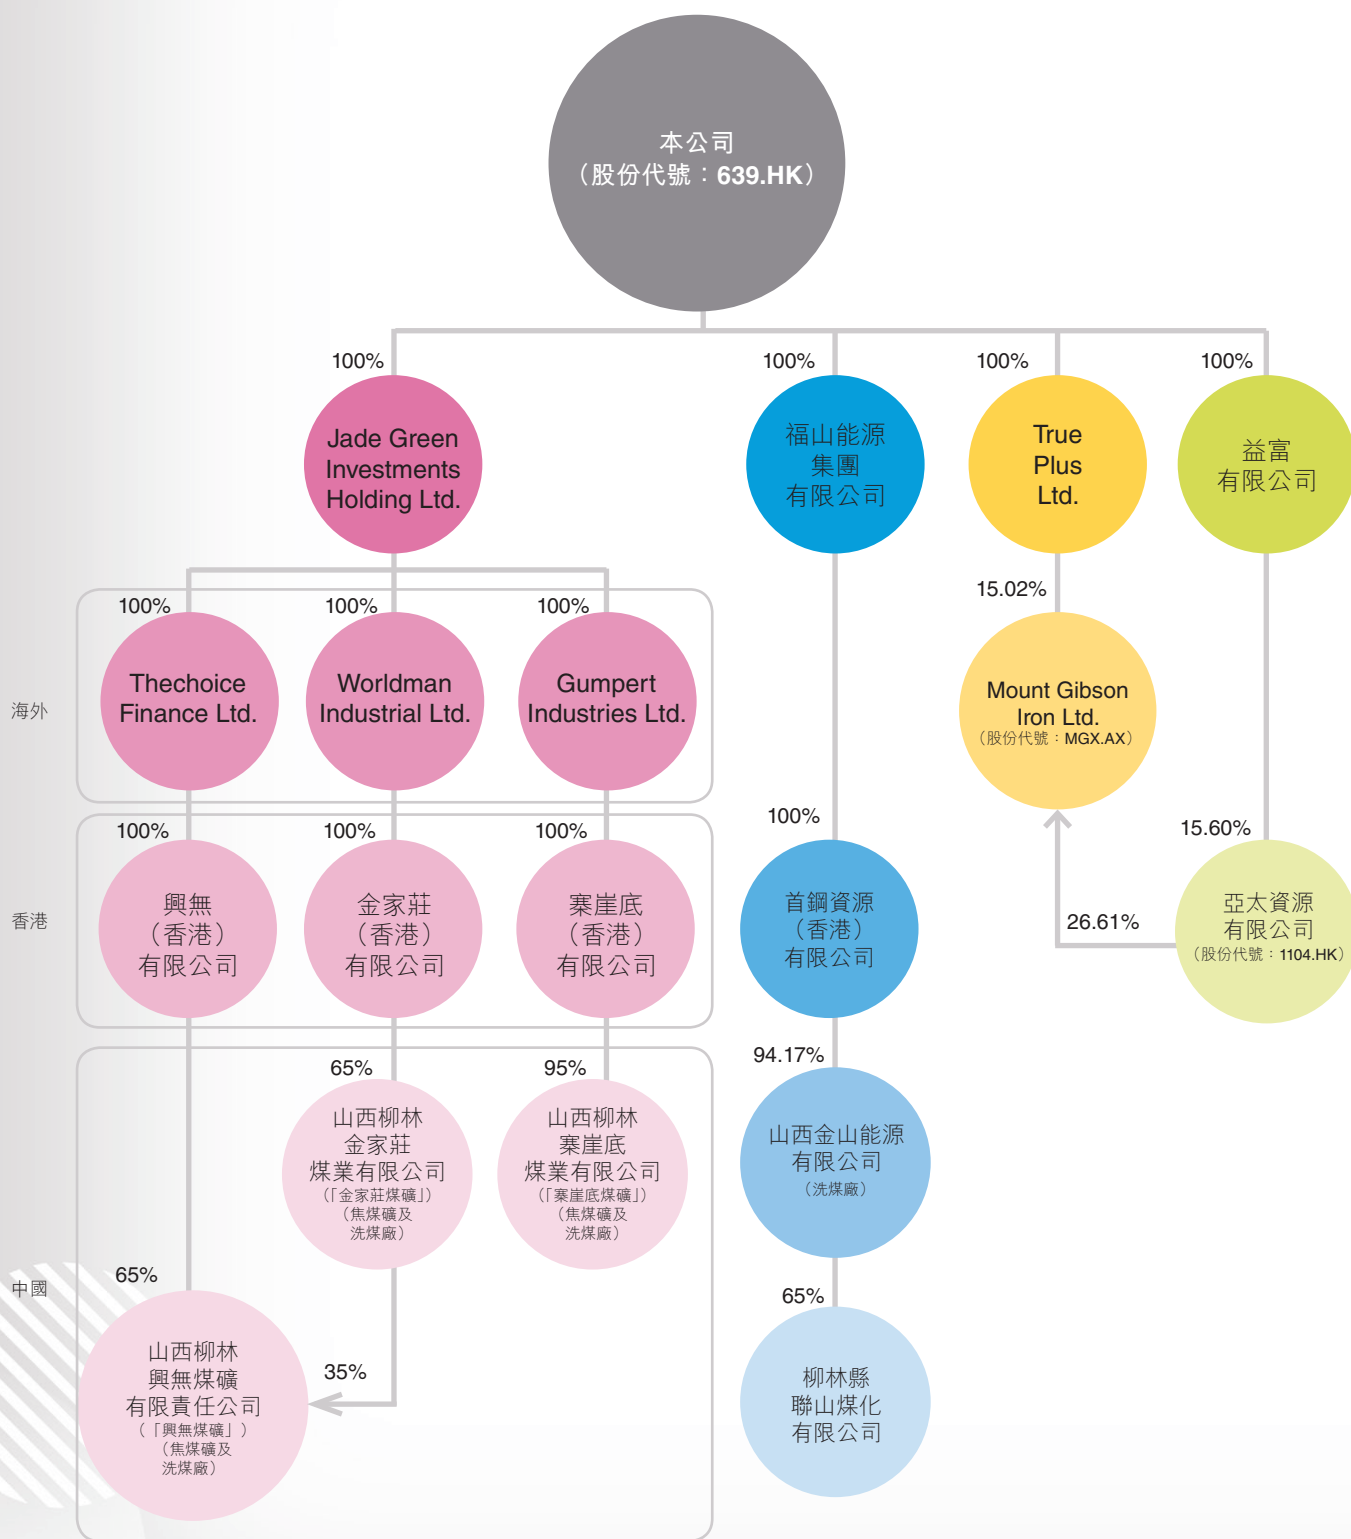 本公司
（股份代號：639.HK）
100%
100%
100%
100%
Jade Green
Investments
Holding Ltd.
福山能源
集團
有限公司
True
Plus
Ltd.
益富
有限公司
15.02%
100%
100%
100%
海外
Thechoice
Finance Ltd.
Worldman
Industrial Ltd.
Gumpert
Industries Ltd.
Mount Gibson
Iron Ltd.
（股份代號：MGX.AX）
100%
100%
100%
100%
15.60%
香港
興無
（香港）
有限公司
金家莊
（香港）
有限公司
寨崖底
（香港）
有限公司
首鋼資源
（香港）
有限公司
26.61%
亞太資源
有限公司
（股份代號：1104.HK）
65%
95%
94.17%
山西柳林
金家莊
煤業有限公司
（「金家莊煤礦」）
（焦煤礦及
洗煤廠）
山西柳林
寨崖底
煤業有限公司
（「寨崖底煤礦」）
（焦煤礦及
洗煤廠）
山西金山能源
有限公司
（洗煤廠）
中國
65%
65%
山西柳林
興無煤礦
有限責任公司
（「興無煤礦」）
（焦煤礦及
洗煤廠）
35%
柳林縣
聯山煤化
有限公司